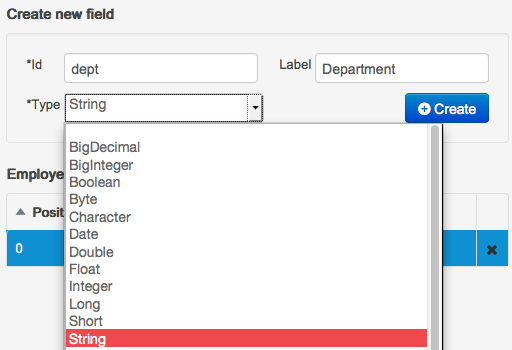 Create new field
*Id dept Label Department
*Type String Create
BigDecimal
BigInteger
Boolean
Byte
Character
Date
Double
Float
Integer
Long
Short
String
Employe
Posit
0